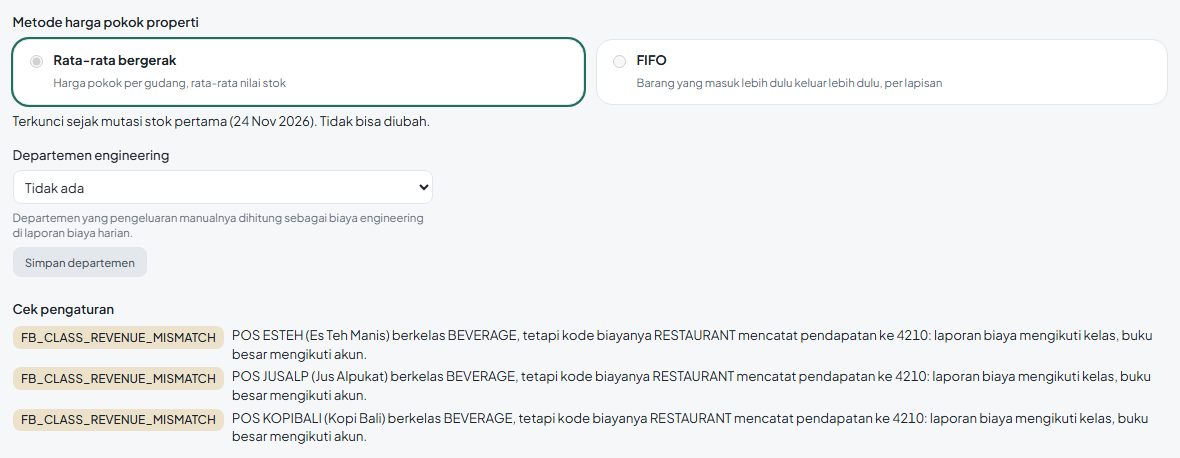 Metode harga pokok properti
Rata-rata bergerak
Harga pokok per gudang, rata-rata nilai stok
FIFO
Barang yang masuk lebih dulu keluar lebih dulu, per lapisan
Terkunci sejak mutasi stok pertama (24 Nov 2026). Tidak bisa diubah.
Departemen engineering
Tidak ada
Departemen yang pengeluaran manualnya dihitung sebagai biaya engineering
di laporan biaya harian.
Simpan departemen
Cek pengaturan
FB_CLASS_REVENUE_MISMATCH POS ESTEH (Es Teh Manis) berkelas BEVERAGE, tetapi kode biayanya RESTAURANT mencatat pendapatan ke 4210: laporan biaya mengikuti kelas, buku
besar mengikuti akun.
FB_CLASS_REVENUE_MISMATCH POS JUSALP (Jus Alpukat) berkelas BEVERAGE, tetapi kode biayanya RESTAURANT mencatat pendapatan ke 4210: laporan biaya mengikuti kelas, buku
besar mengikuti akun.
FB_CLASS_REVENUE_MISMATCH POS KOPIBALI (Kopi Bali) berkelas BEVERAGE, tetapi kode biayanya RESTAURANT mencatat pendapatan ke 4210: laporan biaya mengikuti kelas, buku
besar mengikuti akun.